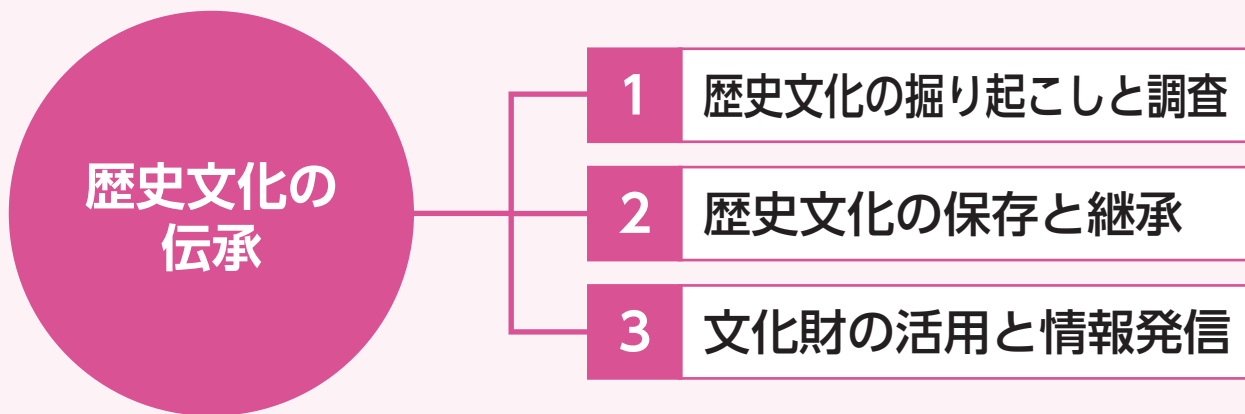 歴史文化の
伝承
1 歴史文化の掘り起こしと調査
2 歴史文化の保存と継承
3 文化財の活用と情報発信